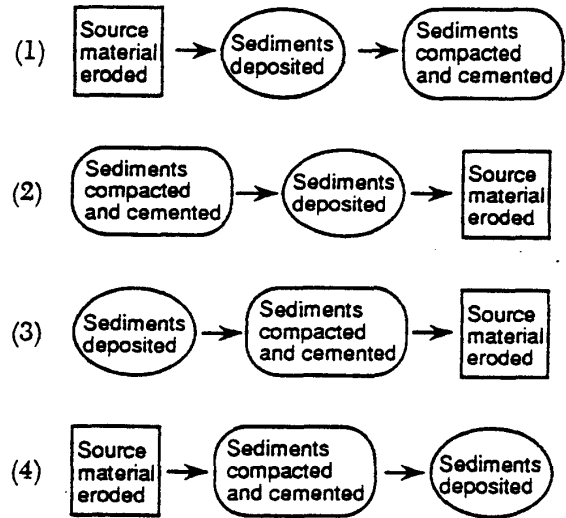 (1)
Source
material
eroded
Sediments
deposited
Sediments
compacted
and cemented
(2)
Sediments
compacted
and cemented
Sediments
deposited
Source
material
eroded
(3)
Sediments
deposited
Sediments
compacted
and cemented
Source
material
eroded
(4)
Source
material
eroded
Sediments
compacted
and cemented
Sediments
deposited